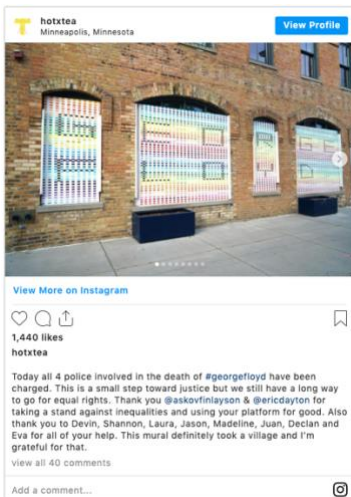 hotxtea
Minneapolis, Minnesota
View Profile
View More on Instagram
1,440 likes
hotxtea
Today all 4 police involved in the death of #georgefloyd have been
charged. This is a small step toward justice but we still have a long way
to go for equal rights. Thank you @askovfinlayson & @ericdayton for
taking a stand against inequalities and using your platform for good. Also
thank you to Devin, Shannon, Laura, Jason, Madeline, Juan, Declan and
Eva for all of your help. This mural definitely took a village and I'm
grateful for that.
view all 40 comments
Add a comment...